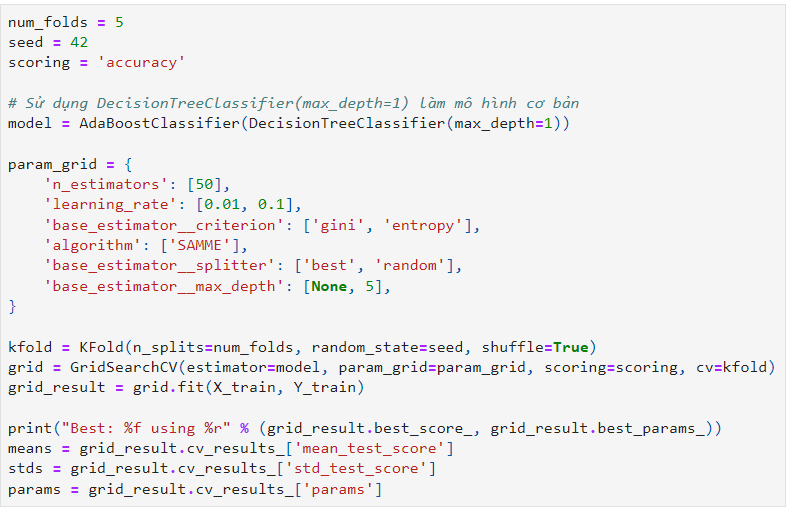 num_folds = 5
seed = 42
scoring = 'accuracy'
# Sử dụng DecisionTreeClassifier(max_depth=1) làm mô hình cơ bản
model = AdaBoostClassifier(DecisionTreeClassifier(max_depth=1))
param_grid = {
    'n_estimators': [50],
    'learning_rate': [0.01, 0.1],
    'base_estimator__criterion': ['gini', 'entropy'],
    'algorithm': ['SAMME'],
    'base_estimator__splitter': ['best', 'random'],
    'base_estimator__max_depth': [None, 5],
}
kfold = KFold(n_splits=num_folds, random_state=seed, shuffle=True)
grid = GridSearchCV(estimator=model, param_grid=param_grid, scoring=scoring, cv=kfold)
grid_result = grid.fit(X_train, Y_train)
print("Best: %f using %r" % (grid_result.best_score_, grid_result.best_params_))
means = grid_result.cv_results_['mean_test_score']
stds = grid_result.cv_results_['std_test_score']
params = grid_result.cv_results_['params']